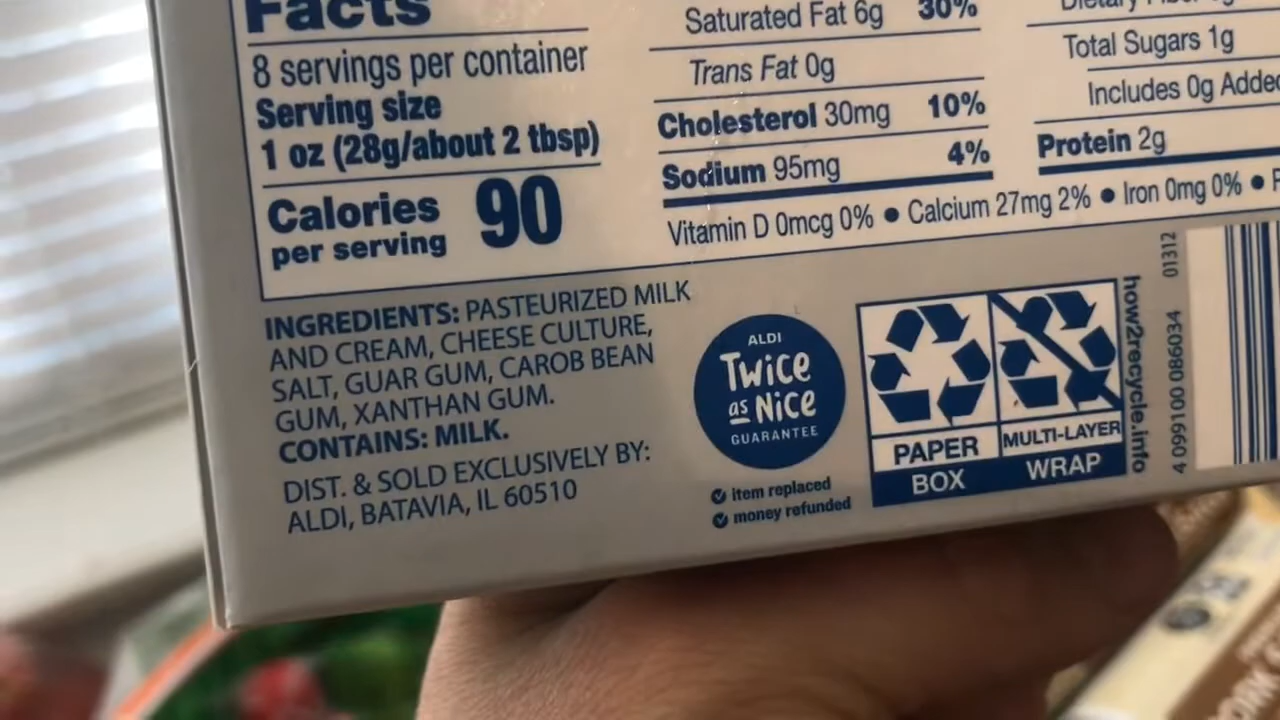 Facts
8 servings per container
Serving size
1 oz (28g/about 2 tbsp)
Calories
per serving
90
Saturated Fat 6g 30%
Trans Fat 0g
Cholesterol 30mg 10%
Sodium 95mg 4%
Total Sugars 1g
Includes 0g Added
Protein 2g
Vitamin D 0mcg 0% ● Calcium 27mg 2% ● Iron 0mg 0% ●
INGREDIENTS: PASTEURIZED MILK
AND CREAM, CHEESE CULTURE,
SALT, GUAR GUM, CAROB BEAN
GUM, XANTHAN GUM.
CONTAINS: MILK.
DIST. & SOLD EXCLUSIVELY BY:
ALDI, BATAVIA, IL 60510
ALDI
Twice
as Nice
GUARANTEE
item replaced
money refunded
PAPER
BOX
MULTI-LAYER
WRAP
how2recycle.info
4 099100 086034
01312